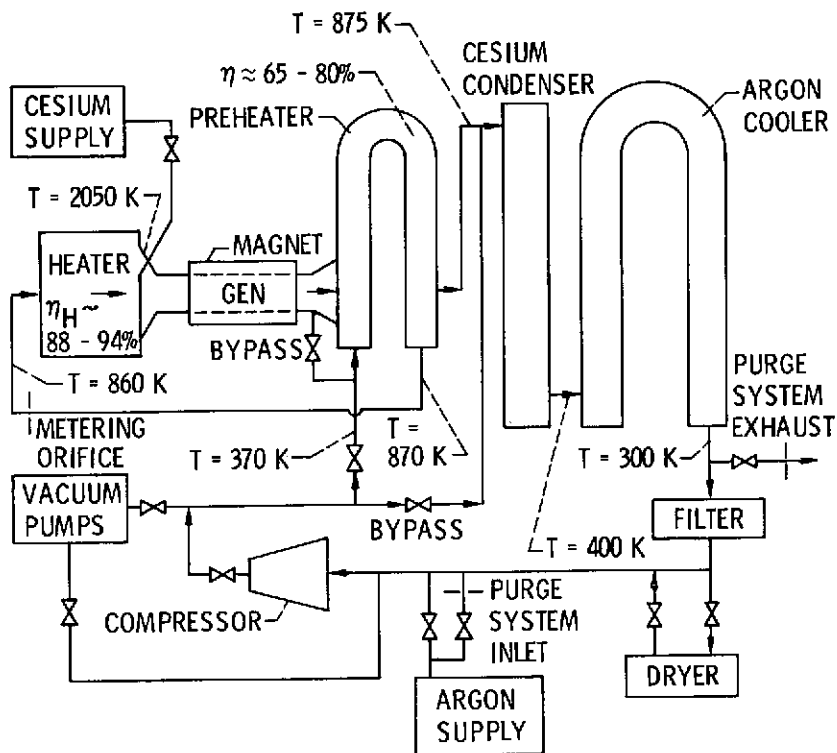 T = 875 K
CESIUM
CONDENSER
η ≈ 65 - 80%
PREHEATER
ARGON
COOLER
CESIUM
SUPPLY
T = 2050 K
HEATER
ηH ~
88 - 94%
MAGNET
GEN
BYPASS
T = 860 K
METERING
ORIFICE
T = 370 K
T =
870 K
PURGE
SYSTEM
EXHAUST
T = 300 K
VACUUM
PUMPS
BYPASS
T = 400 K
FILTER
COMPRESSOR
PURGE
SYSTEM
INLET
ARGON
SUPPLY
DRYER